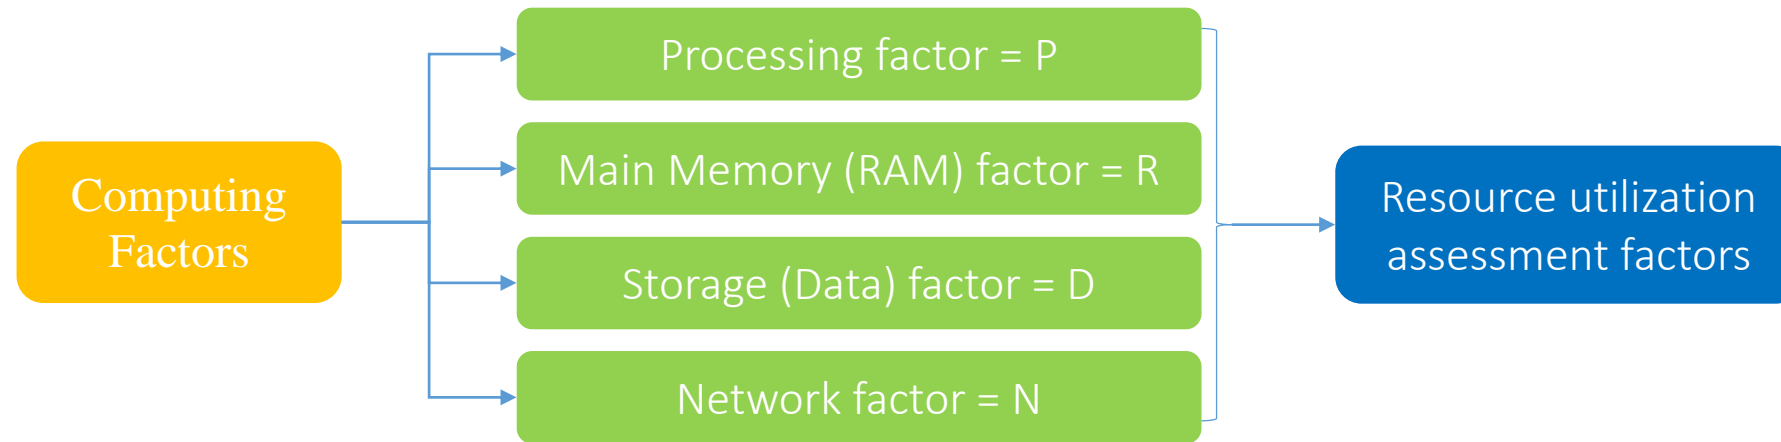 Computing
Factors
Processing factor = P
Main Memory (RAM) factor = R
Storage (Data) factor = D
Network factor = N
Resource utilization
assessment factors